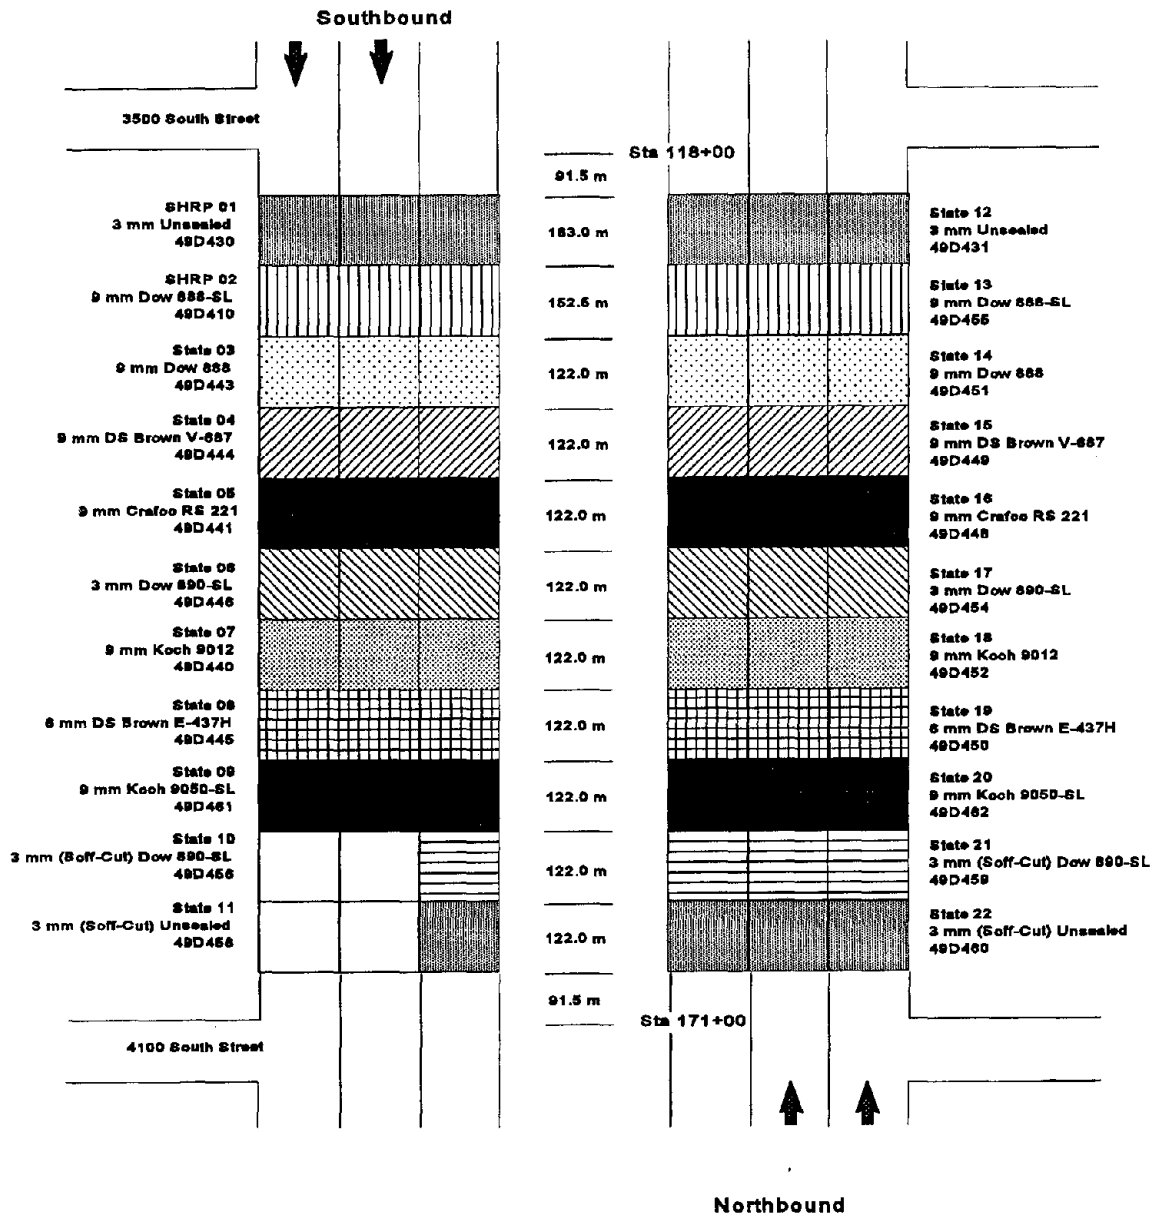 Southbound
3500 South Street
Sta 118+00
91.5 m
SHRP 01
3 mm Unsealed
49D430
183.0 m
State 12
3 mm Unsealed
49D431
SHRP 02
9 mm Dow 888-SL
49D410
152.5 m
State 13
9 mm Dow 888-SL
49D455
State 03
9 mm Dow 888
49D443
122.0 m
State 14
9 mm Dow 888
49D451
State 04
9 mm DS Brown V-687
49D444
122.0 m
State 15
9 mm DS Brown V-687
49D449
State 05
9 mm Crafco RS 221
49D441
122.0 m
State 16
9 mm Crafco RS 221
49D448
State 06
3 mm Dow 890-SL
49D446
122.0 m
State 17
3 mm Dow 890-SL
49D454
State 07
9 mm Koch 9012
49D440
122.0 m
State 18
9 mm Koch 9012
49D452
State 08
6 mm DS Brown E-437H
49D445
122.0 m
State 19
6 mm DS Brown E-437H
49D450
State 09
9 mm Koch 9050-SL
49D461
122.0 m
State 20
9 mm Koch 9050-SL
49D462
State 10
3 mm (Soff-Cut) Dow 890-SL
49D456
122.0 m
State 21
3 mm (Soff-Cut) Dow 890-SL
49D459
State 11
3 mm (Soff-Cut) Unsealed
49D458
122.0 m
State 22
3 mm (Soff-Cut) Unsealed
49D460
91.5 m
Sta 171+00
4100 South Street
Northbound